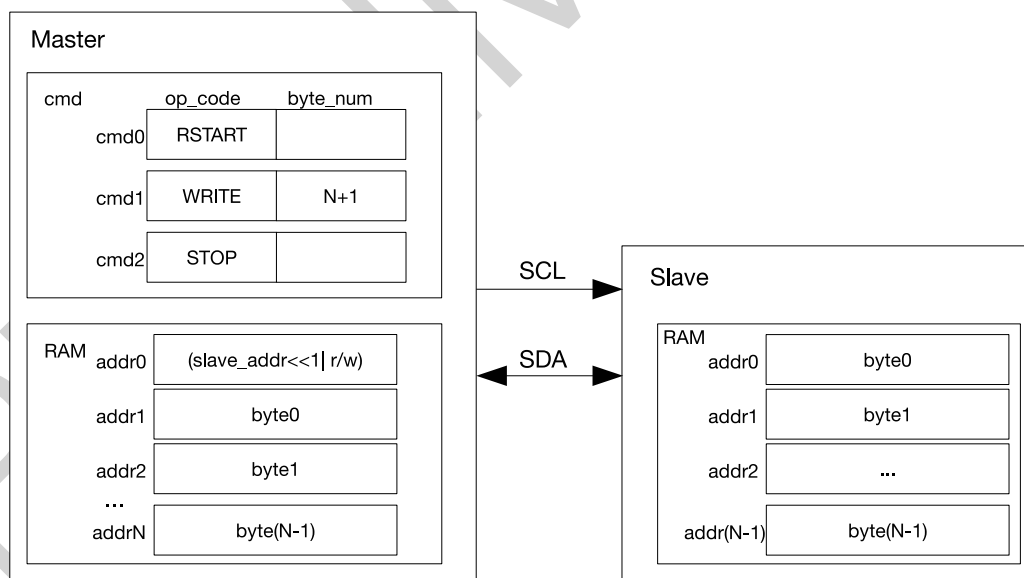 Master
cmd op_code byte_num
cmd0 RSTART
cmd1 WRITE N+1
cmd2 STOP
RAM
addr0 (slave_addr<<1| r/w)
addr1 byte0
addr2 byte1
...
addrN byte(N-1)
SCL
SDA
Slave
RAM
addr0 byte0
addr1 byte1
addr2 ...
addr(N-1) byte(N-1)